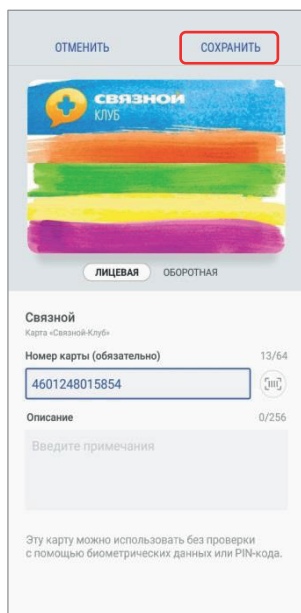 ОТМЕНИТЬ СОХРАНИТЬ
СВЯЗНОЙ
КЛУБ
ЛИЦЕВАЯ ОБОРОТНАЯ
Связной
Карта «Связной-Клуб»
Номер карты (обязательно) 13/64
4601248015854
Описание 0/256
Введите примечания
Эту карту можно использовать без проверки
с помощью биометрических данных или PIN-кода.